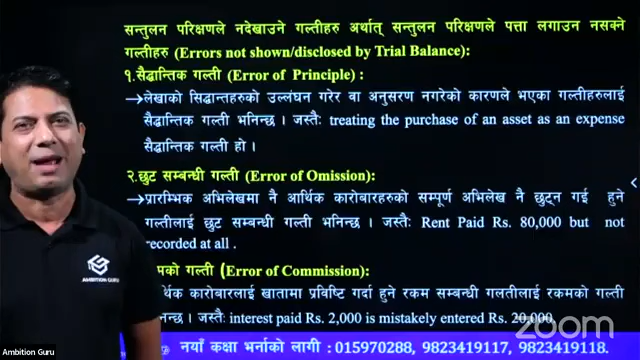 सन्तुलन परिक्षणले नदेखाउने गल्तीहरु अर्थात् सन्तुलन परिक्षणले पत्ता लगाउन नसक्ने
गल्तीहरु (Errors not shown/disclosed by Trial Balance):
१.सैद्धान्तिक गल्ती (Error of Principle) :
→लेखाको सिद्धान्तहरुको उल्लंघन गरेर वा अनुसरण नगरेको कारणले भएका गल्तीहरुलाई
सैद्धान्तिक गल्ती भनिन्छ । जस्तैः treating the purchase of an asset as an expense
सैद्धान्तिक गल्ती हो ।
२.छुट सम्बन्धी गल्ती (Error of Omission):
→प्रारम्भिक अभिलेखमा नै आर्थिक कारोबारहरुको सम्पूर्ण अभिलेख नै छुट्न गई हुने
गल्तीलाई छुट सम्बन्धी गल्ती भनिन्छ । जस्तैः Rent Paid Rs. 80,000 but not
recorded at all .
गल्ती (Error of Commission):
कारोबारलाई खातामा प्रविष्टि गर्दा हुने रकम सम्बन्धी गलतीलाई रकमको गल्ती
जस्तैः interest paid Rs. 2,000 is mistakely entered Rs. 20,000.
AMBITION GURU
zoom
नयाँ कक्षा भर्नाको लागी : 015970288, 9823419117, 9823419118.
Ambition Guru